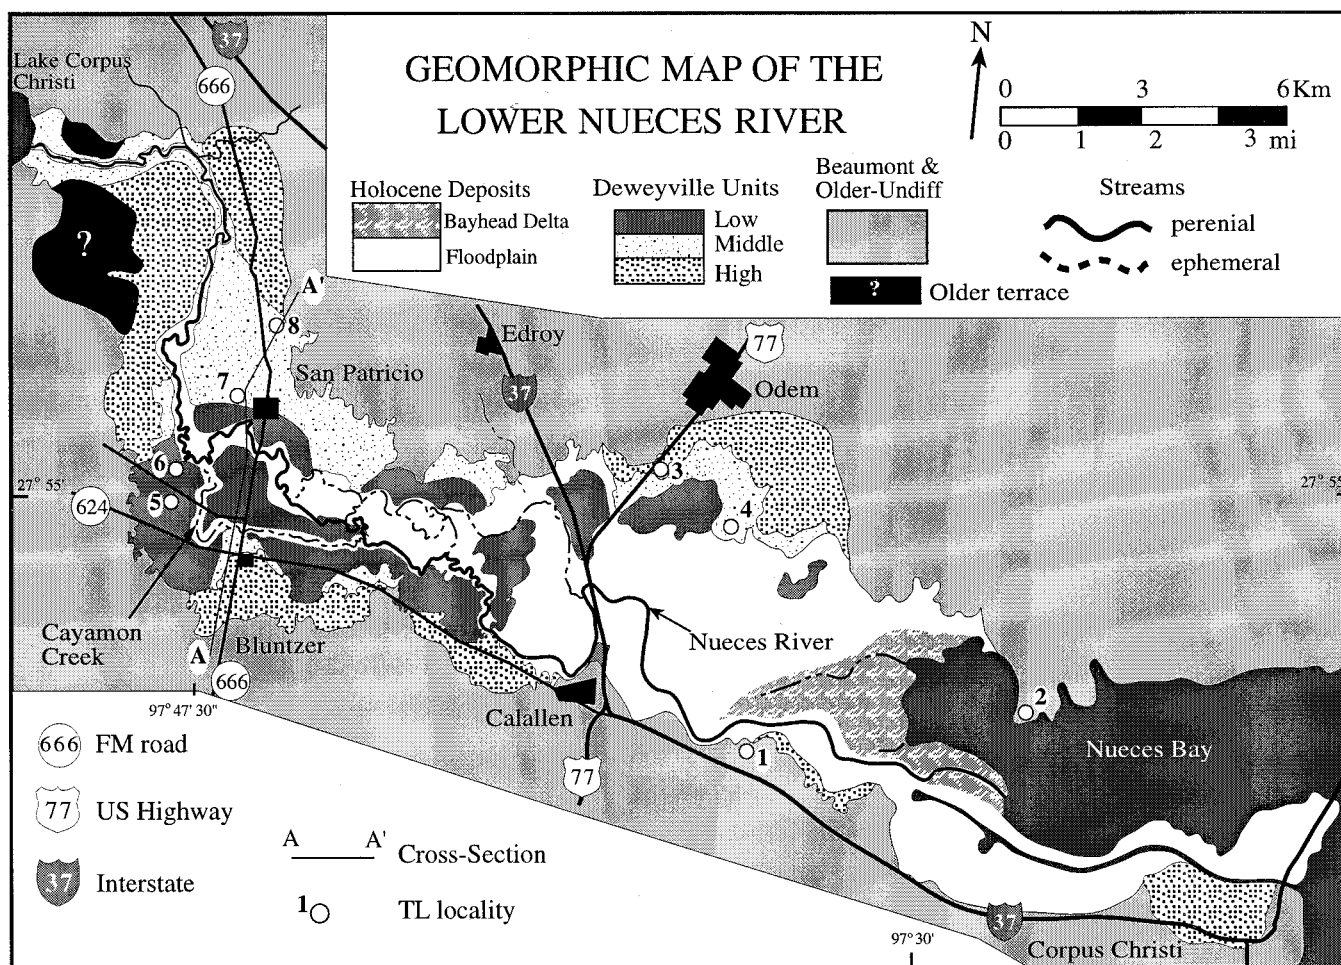 GEOMORPHIC MAP OF THE
LOWER NUECES RIVER
N
0 3 6 Km
0 1 2 3 mi
Holocene Deposits
Bayhead Delta
Floodplain
Deweyville Units
Low
Middle
High
Beaumont &
Older-Undiff
? Older terrace
Streams
perenial
ephemeral
Lake Corpus
Christi
37
666
?
A'
8
7
San Patricio
Edroy
37
77
Odem
6
5
3
4
27° 55'
27° 55'
624
Cayamon
Creek
A
Bluntzer
666
97° 47' 30"
Nueces River
Calallen
77
1
2
Nueces Bay
37
Corpus Christi
97° 30'
666 FM road
77 US Highway
37 Interstate
A A' Cross-Section
1 TL locality